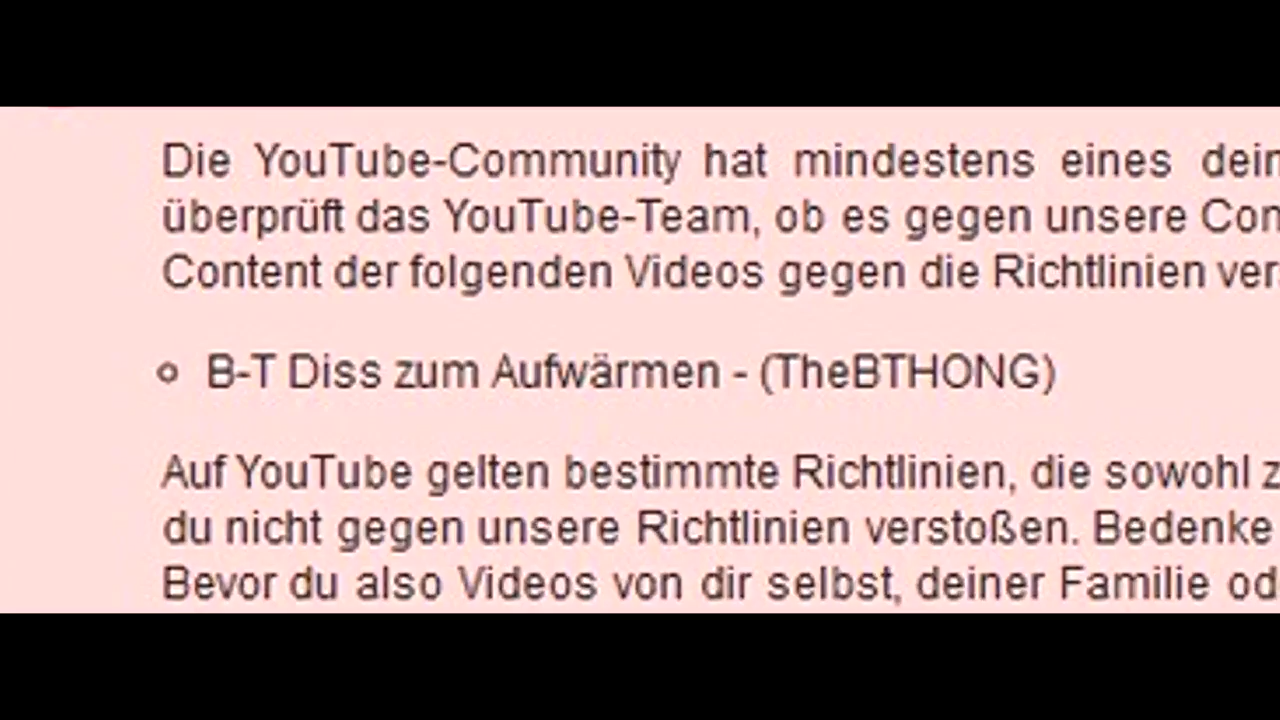 Die YouTube-Community hat mindestens eines dein
überprüft das YouTube-Team, ob es gegen unsere Con
Content der folgenden Videos gegen die Richtlinien ver
B-T Diss zum Aufwärmen - (TheBTHONG)
Auf YouTube gelten bestimmte Richtlinien, die sowohl z
du nicht gegen unsere Richtlinien verstoßen. Bedenke
Bevor du also Videos von dir selbst, deiner Familie od